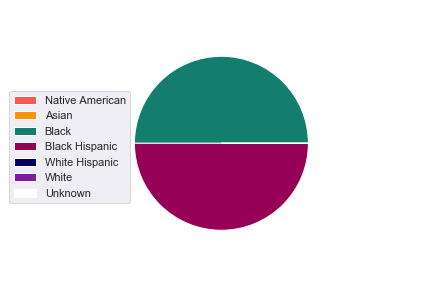 Native American
Asian
Black
Black Hispanic
White Hispanic
White
Unknown